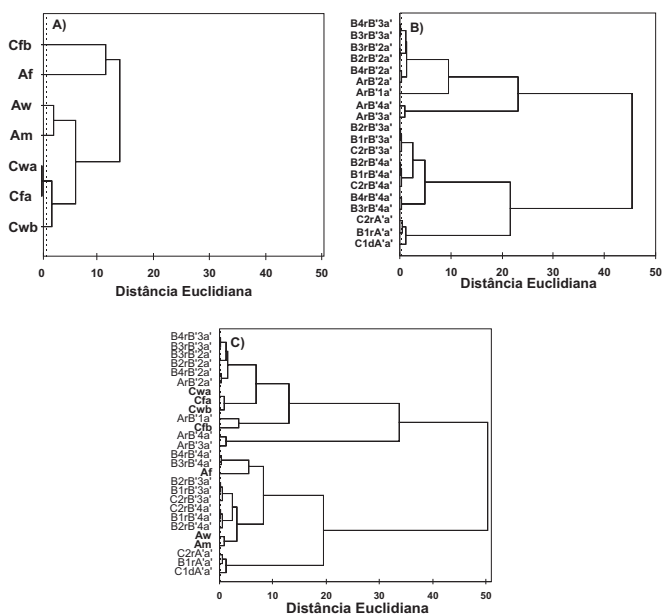 A)
Cfb
Af
Aw
Am
Cwa
Cfa
Cwb
0 10 20 30 40 50
Distância Euclidiana
B)
B4rB'3a'
B3rB'3a'
B3rB'2a'
B2rB'2a'
B4rB'2a'
ArB'2a'
ArB'1a'
ArB'4a'
ArB'3a'
B2rB'3a'
B1rB'3a'
C2rB'3a'
B2rB'4a'
B1rB'4a'
C2rB'4a'
B4rB'4a'
B3rB'4a'
C2rA'a'
B1rA'a'
C1dA'a'
0 10 20 30 40 50
Distância Euclidiana
C)
B4rB'3a'
B3rB'3a'
B3rB'2a'
B2rB'2a'
B4rB'2a'
ArB'2a'
Cwa
Cfa
Cwb
ArB'1a'
Cfb
ArB'4a'
ArB'3a'
B4rB'4a'
B3rB'4a'
Af
B2rB'3a'
B1rB'3a'
C2rB'3a'
C2rB'4a'
B1rB'4a'
B2rB'4a'
Aw
Am
C2rA'a'
B1rA'a'
C1dA'a'
0 10 20 30 40 50
Distância Euclidiana